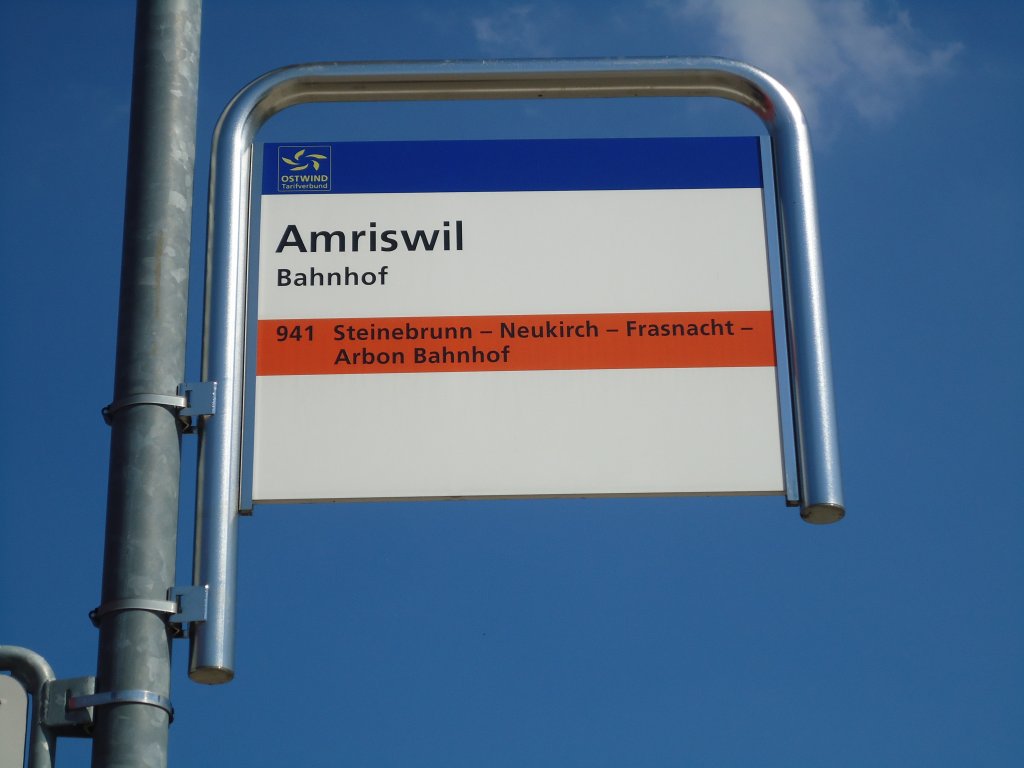 OSTWIND
Tarifverbund
Amriswil
Bahnhof
941 Steinebrunn – Neukirch – Frasnacht –
Arbon Bahnhof